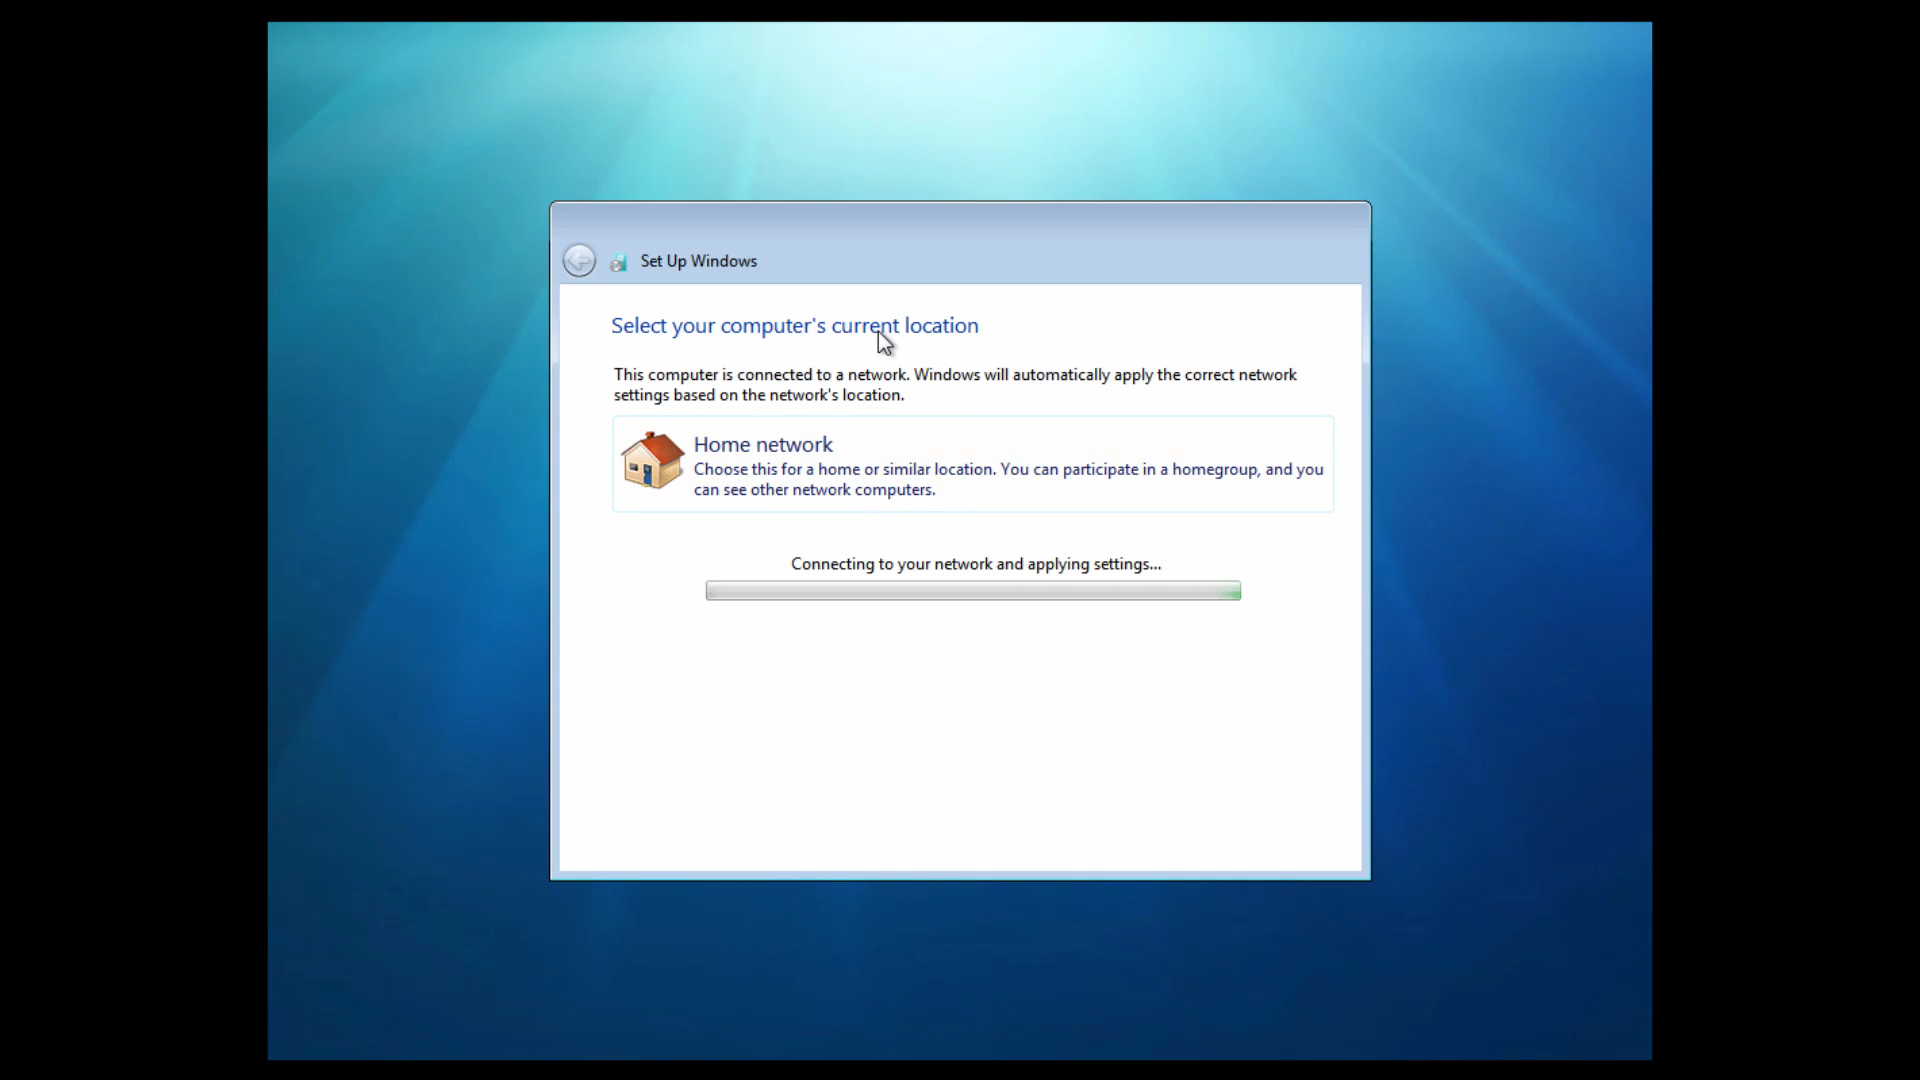 Set Up Windows
Select your computer's current location
This computer is connected to a network. Windows will automatically apply the correct network
settings based on the network's location.
Home network
Choose this for a home or similar location. You can participate in a homegroup, and you
can see other network computers.
Connecting to your network and applying settings...